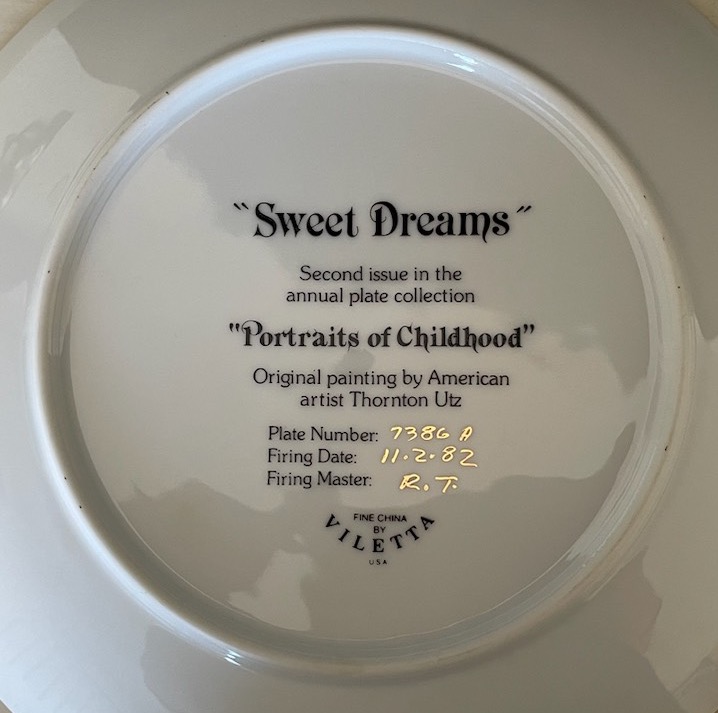 "Sweet Dreams"
Second issue in the
annual plate collection
"Portraits of Childhood"
Original painting by American
artist Thornton Utz
Plate Number: 7386 A
Firing Date: 11.2.82
Firing Master: R.T.
FINE CHINA
BY
VILETTA
USA